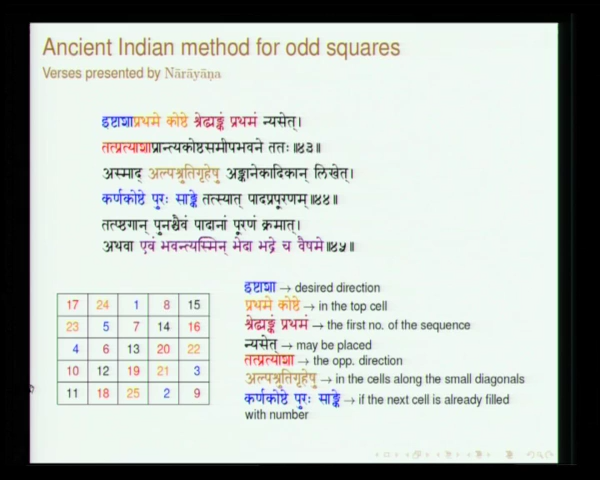 Ancient Indian method for odd squares
Verses presented by Nārāyaṇa
इष्टाशाप्रथमे कोष्ठे श्रेढ्यङ्कं प्रथमं न्यसेत्।
तत्प्रत्याशाप्रान्त्यकोष्ठसमीपभवने ततः॥४३॥
अस्माद् अल्पश्रुतिगृहेषु अङ्कानेकादिकान् लिखेत्।
कर्णकोष्ठे पुरः साङ्के तत्स्यात् पादप्रपूरणम्॥४४॥
तत्पृष्ठगान् पुनश्चैवं पादानां पूरणं क्रमात्।
अथवा एवं भवन्त्यस्मिन् भेदा भद्रे च वैषमे॥४५॥
17 24 1 8 15
23 5 7 14 16
4 6 13 20 22
10 12 19 21 3
11 18 25 2 9
इष्टाशा → desired direction
प्रथमे कोष्ठे → in the top cell
श्रेढ्यङ्कं प्रथमं → the first no. of the sequence
न्यसेत् → may be placed
तत्प्रत्याशा → the opp. direction
अल्पश्रुतिगृहेषु → in the cells along the small diagonals
कर्णकोष्ठे पुरः साङ्के → if the next cell is already filled
with number